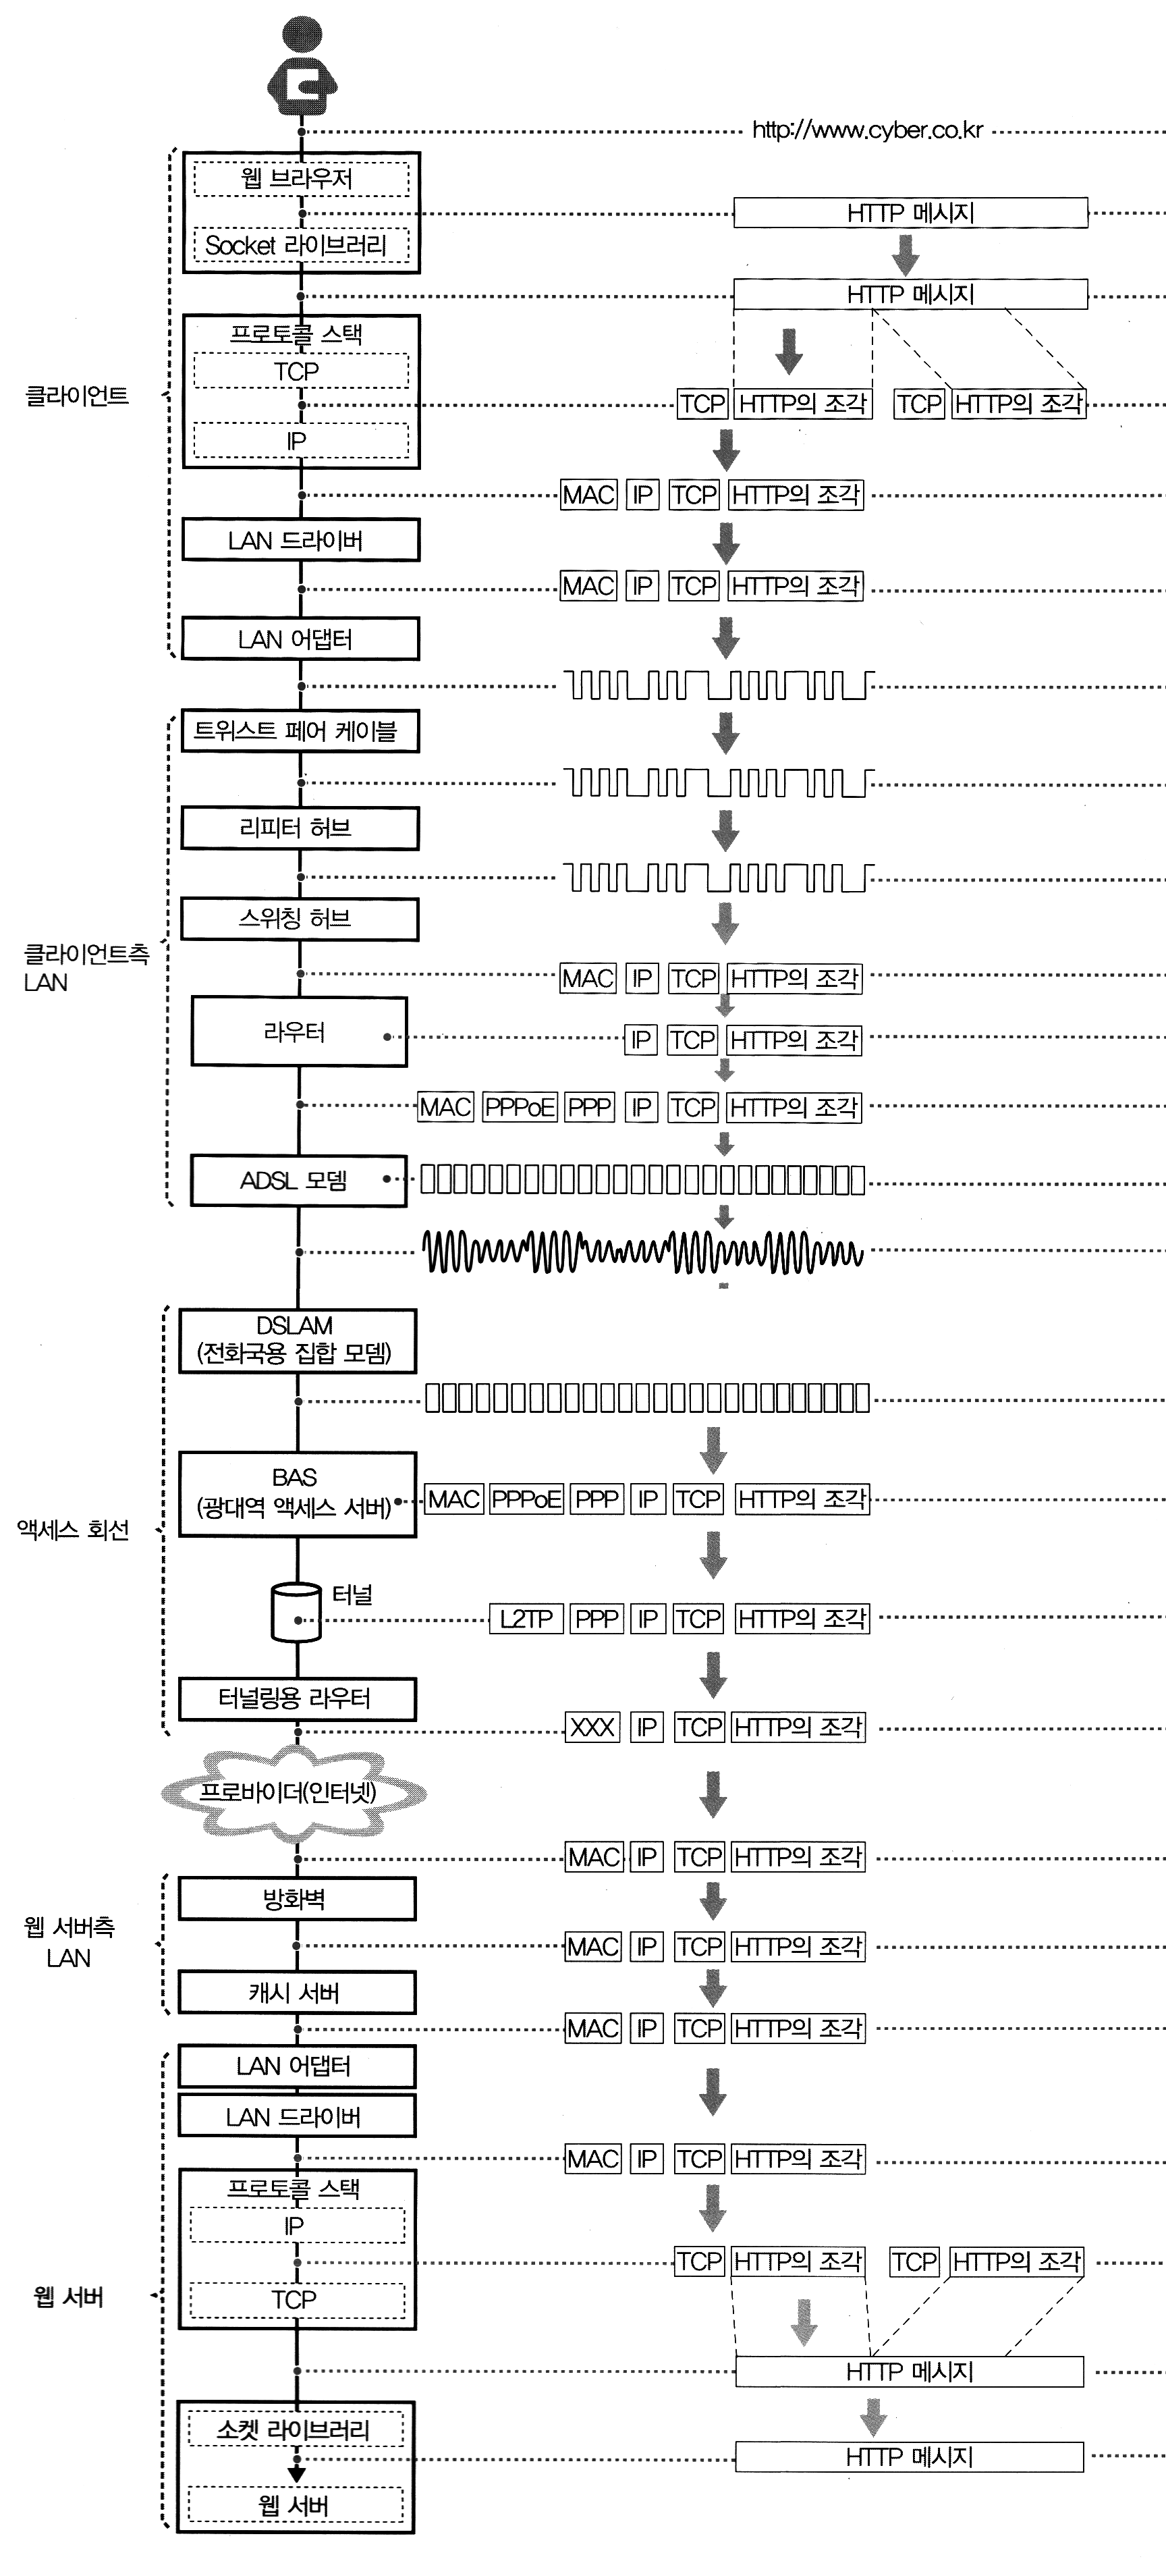 http://www.cyber.co.kr
웹 브라우저
HTTP 메시지
Socket 라이브러리
HTTP 메시지
프로토콜 스택
TCP
클라이언트
TCP HTTP의 조각 TCP HTTP의 조각
IP
MAC IP TCP HTTP의 조각
LAN 드라이버
MAC IP TCP HTTP의 조각
LAN 어댑터
트위스트 페어 케이블
리피터 허브
스위칭 허브
클라이언트측
LAN
MAC IP TCP HTTP의 조각
라우터
IP TCP HTTP의 조각
MAC PPPoE PPP IP TCP HTTP의 조각
ADSL 모뎀
DSLAM
(전화국용 집합 모뎀)
BAS
(광대역 액세스 서버)
MAC PPPoE PPP IP TCP HTTP의 조각
액세스 회선
터널
L2TP PPP IP TCP HTTP의 조각
터널링용 라우터
XXX IP TCP HTTP의 조각
프로바이더(인터넷)
MAC IP TCP HTTP의 조각
방화벽
웹 서버측
LAN
MAC IP TCP HTTP의 조각
캐시 서버
MAC IP TCP HTTP의 조각
LAN 어댑터
LAN 드라이버
MAC IP TCP HTTP의 조각
프로토콜 스택
IP
TCP HTTP의 조각 TCP HTTP의 조각
TCP
웹 서버
HTTP 메시지
소켓 라이브러리
HTTP 메시지
웹 서버